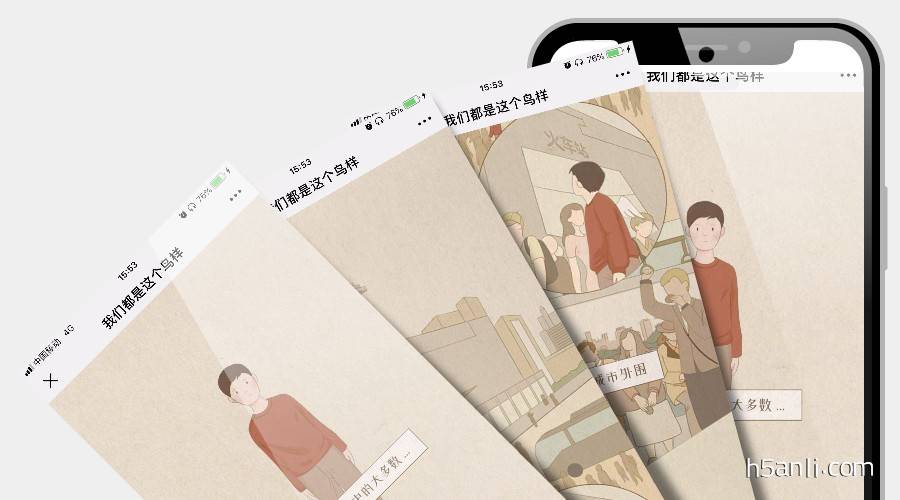 中国移动 4G
15:53
76%
我们都是这个鸟样
中的大多数 ...
15:53
76%
们都是这个鸟样
15:53
76%
我们都是这个鸟样
火车站
城市外围
我们都是这个鸟样
大多数 ...
h5anli.com